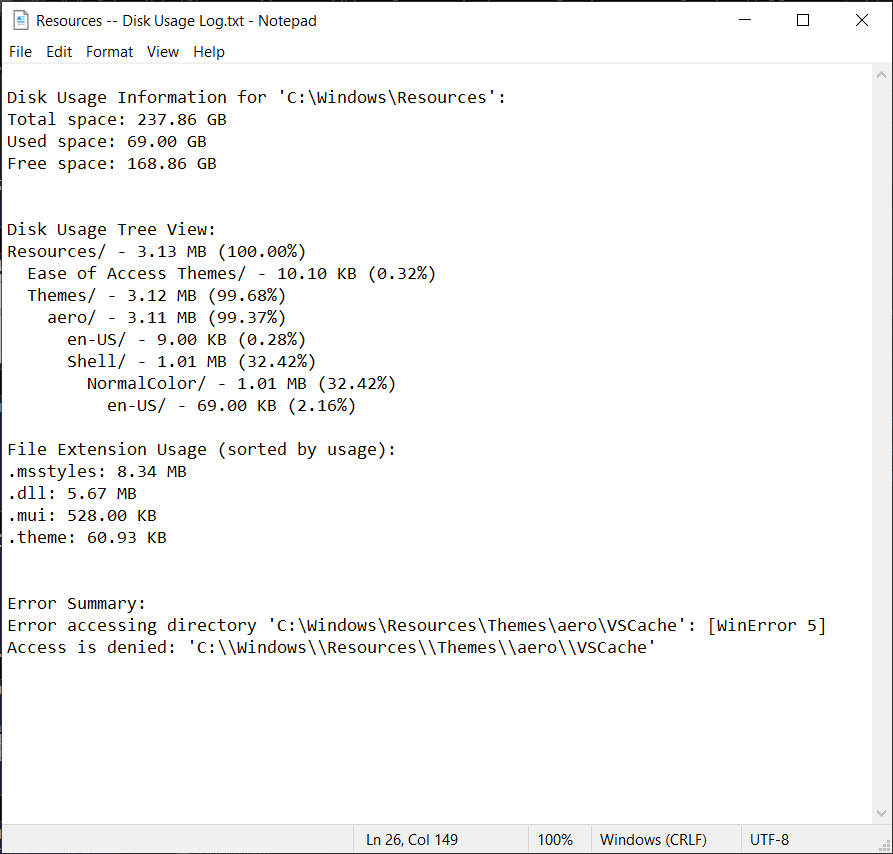 Resources -- Disk Usage Log.txt - Notepad
File Edit Format View Help
Disk Usage Information for 'C:\Windows\Resources':
Total space: 237.86 GB
Used space: 69.00 GB
Free space: 168.86 GB
Disk Usage Tree View:
Resources/ - 3.13 MB (100.00%)
Ease of Access Themes/ - 10.10 KB (0.32%)
Themes/ - 3.12 MB (99.68%)
aero/ - 3.11 MB (99.37%)
en-US/ - 9.00 KB (0.28%)
Shell/ - 1.01 MB (32.42%)
NormalColor/ - 1.01 MB (32.42%)
en-US/ - 69.00 KB (2.16%)
File Extension Usage (sorted by usage):
.msstyles: 8.34 MB
.dll: 5.67 MB
.mui: 528.00 KB
.theme: 60.93 KB
Error Summary:
Error accessing directory 'C:\Windows\Resources\Themes\aero\VSCache': [WinError 5]
Access is denied: 'C:\\Windows\\Resources\\Themes\\aero\\VSCache'
Ln 26, Col 149 100% Windows (CRLF) UTF-8